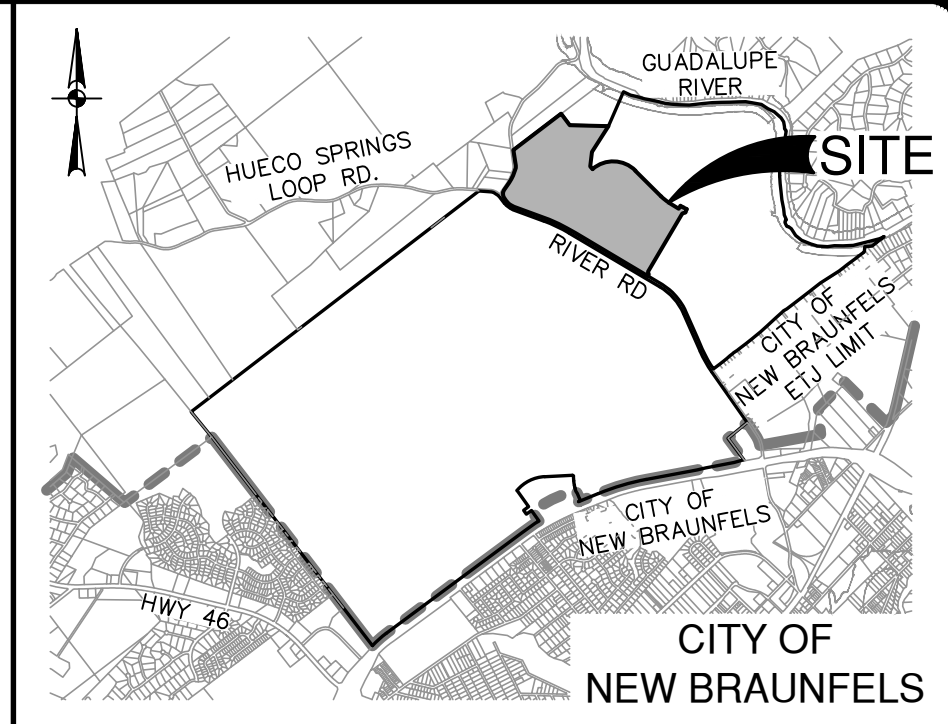 GUADALUPE
RIVER
SITE
HUECO SPRINGS
LOOP RD.
RIVER RD
CITY OF
NEW BRAUNFELS
ETJ LIMIT
CITY OF
NEW BRAUNFELS
HWY 46
CITY OF
NEW BRAUNFELS